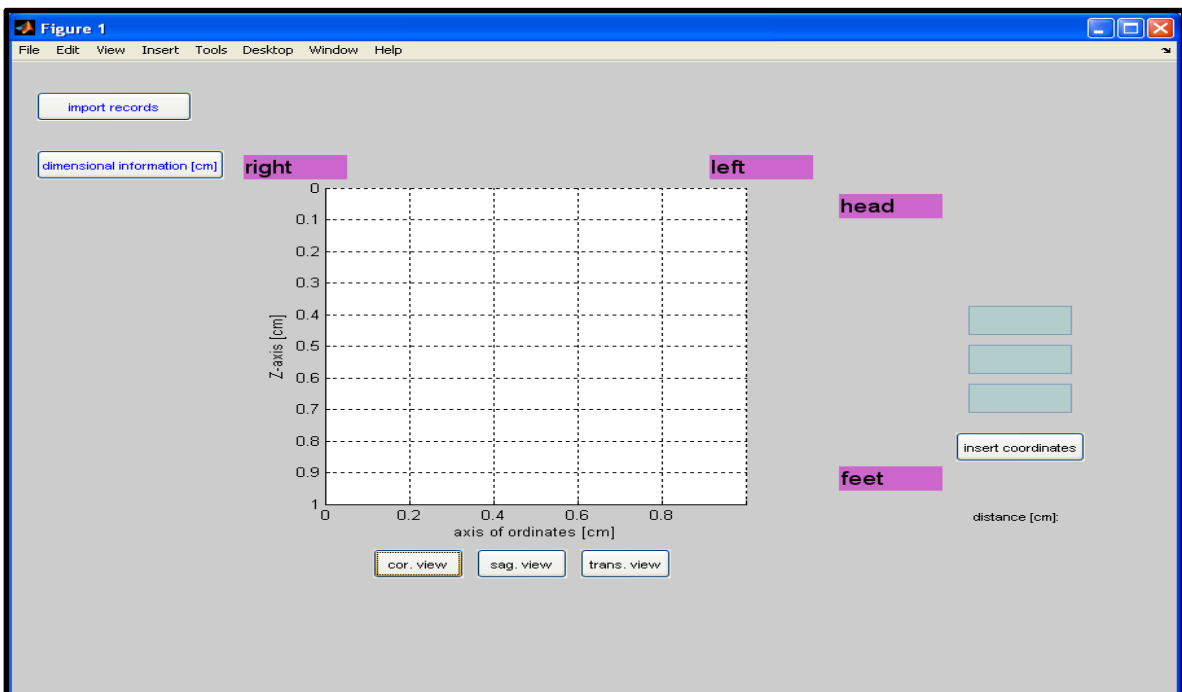 Figure 1
File Edit View Insert Tools Desktop Window Help
import records
dimensional information [cm]
right
left
head
0
0.1
0.2
0.3
0.4
0.5
0.6
0.7
0.8
0.9
1
Z-axis [cm]
0 0.2 0.4 0.6 0.8
axis of ordinates [cm]
insert coordinates
feet
distance [cm]:
cor. view sag. view trans. view